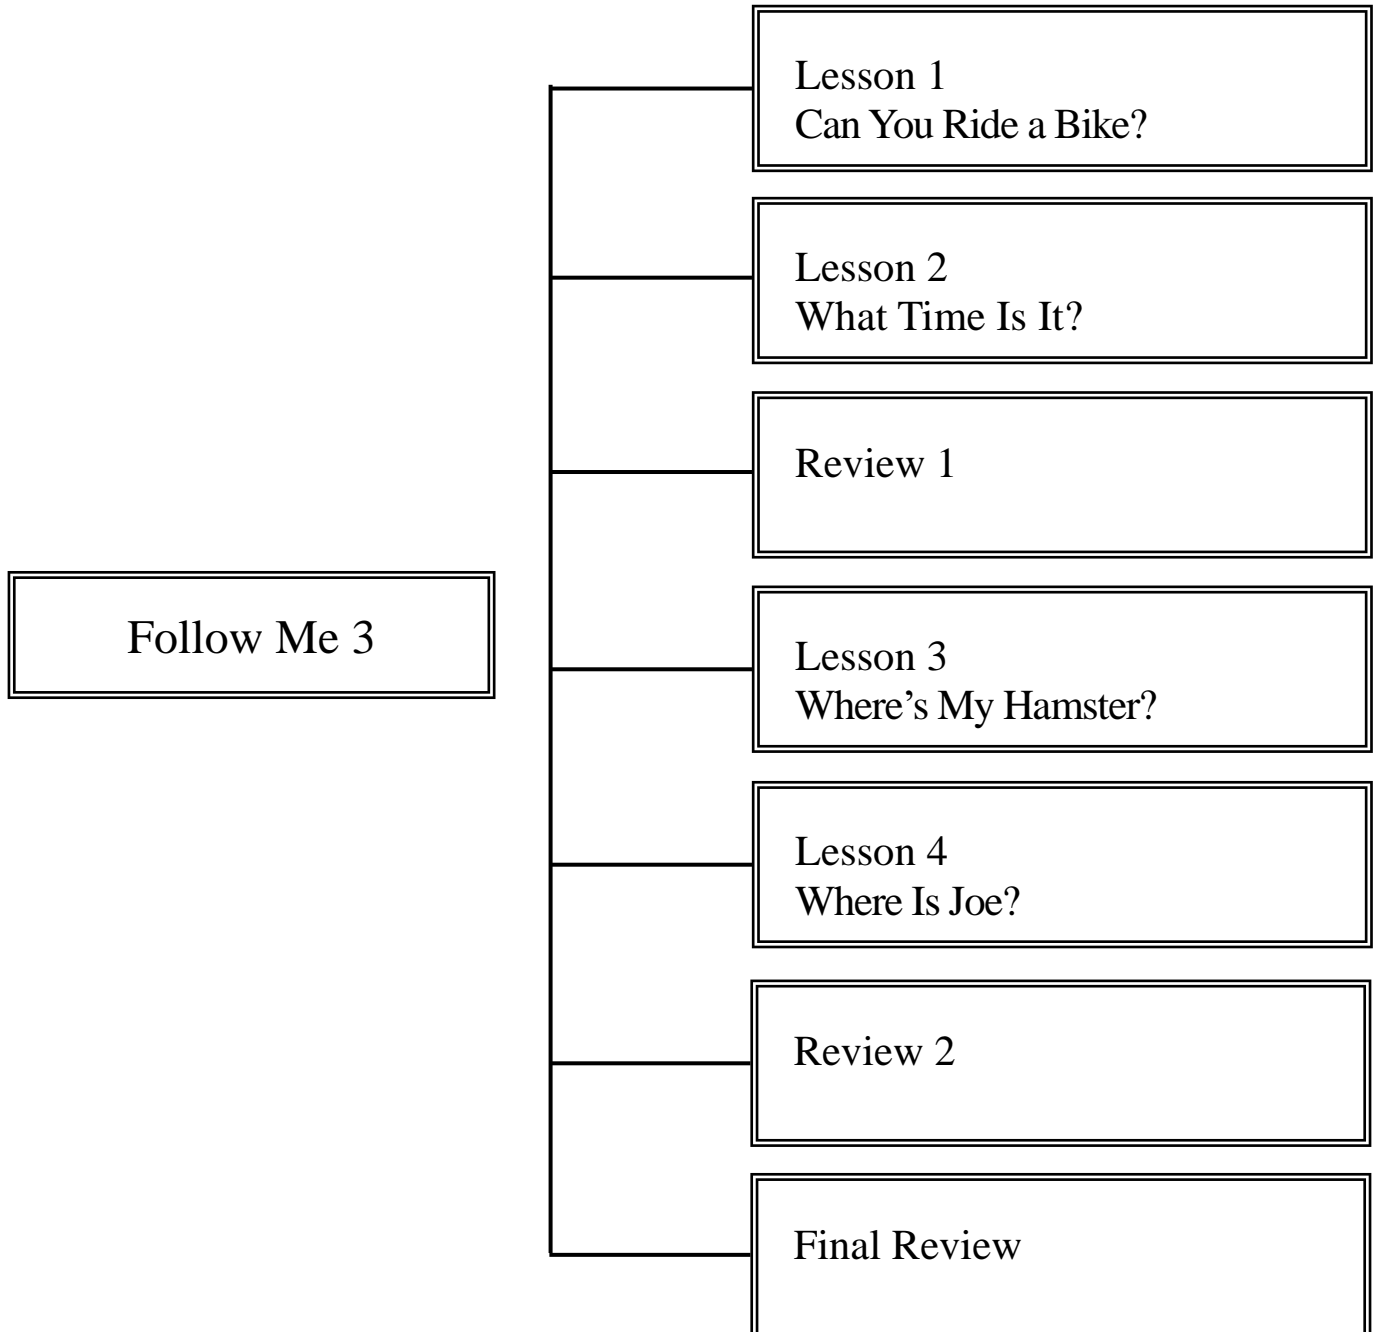 Follow Me 3
Lesson 1
Can You Ride a Bike?
Lesson 2
What Time Is It?
Review 1
Lesson 3
Where’s My Hamster?
Lesson 4
Where Is Joe?
Review 2
Final Review